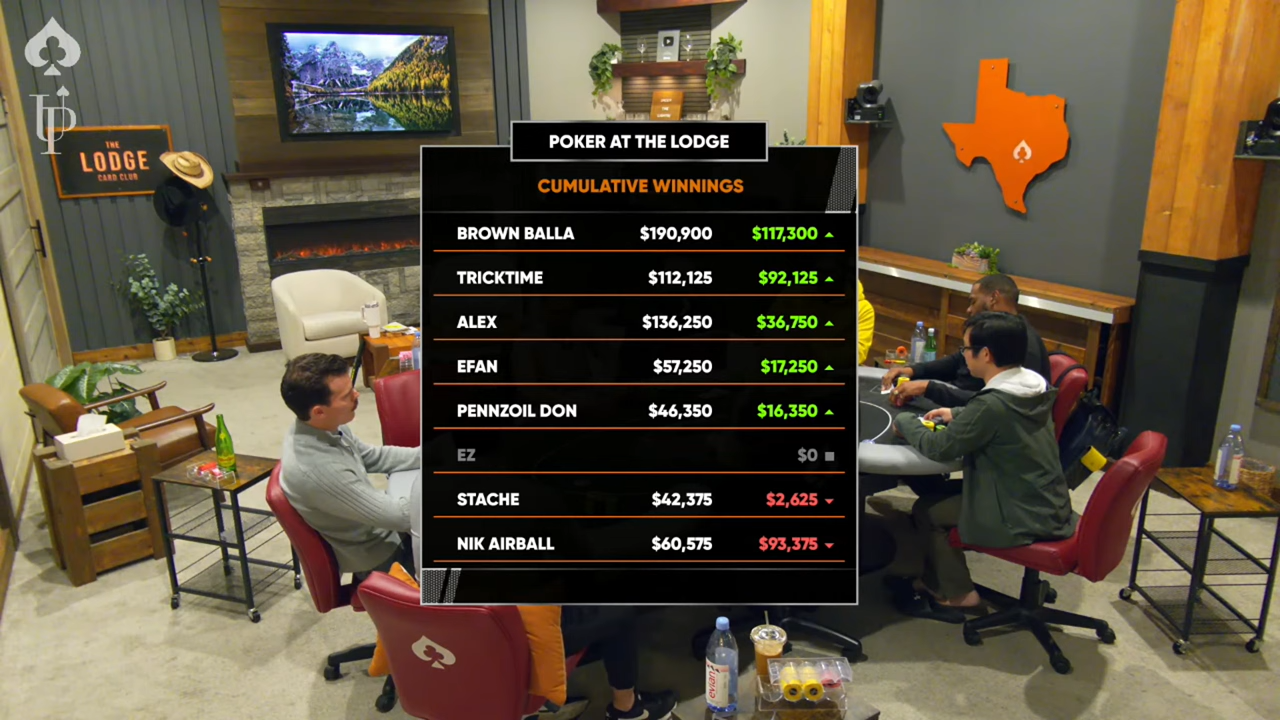 UP
THE
LODGE
CARD CLUB
POKER AT THE LODGE
CUMULATIVE WINNINGS
BROWN BALLA $190,900 $117,300
TRICKTIME $112,125 $92,125
ALEX $136,250 $36,750
EFAN $57,250 $17,250
PENNZOIL DON $46,350 $16,350
EZ $0
STACHE $42,375 $2,625
NIK AIRBALL $60,575 $93,375
evian